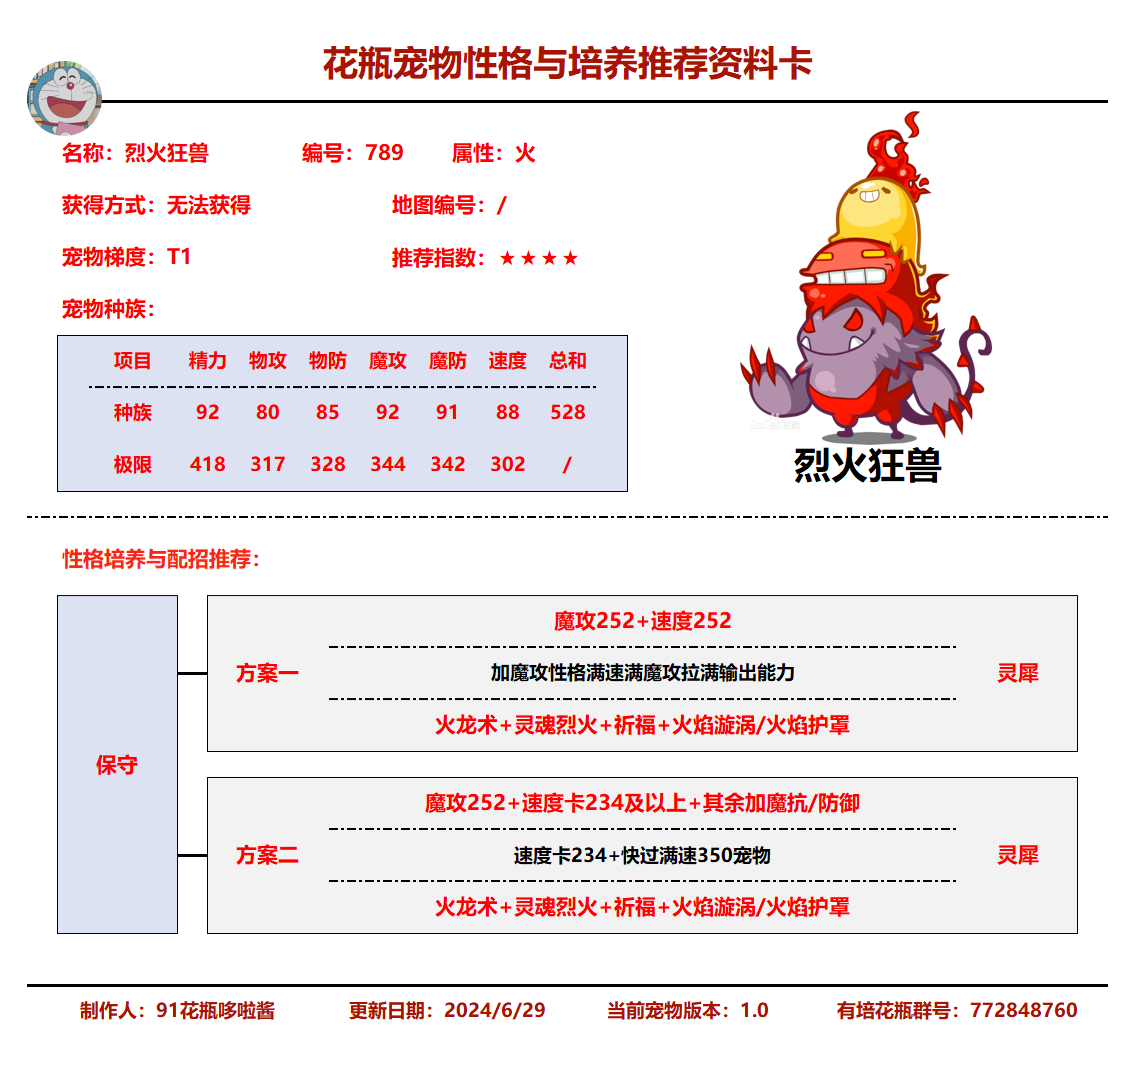 花瓶宠物性格与培养推荐资料卡
名称：烈火狂兽 编号：789 属性：火
获得方式：无法获得 地图编号：/
宠物梯度：T1 推荐指数：★★★★
宠物种族：
项目 精力 物攻 物防 魔攻 魔防 速度 总和
种族 92 80 85 92 91 88 528
极限 418 317 328 344 342 302 /
烈火狂兽
性格培养与配招推荐：
保守
方案一
魔攻252+速度252
加魔攻性格满速满魔攻拉满输出能力
火龙术+灵魂烈火+祈福+火焰漩涡/火焰护罩
灵犀
方案二
魔攻252+速度卡234及以上+其余加魔抗/防御
速度卡234+快过满速350宠物
火龙术+灵魂烈火+祈福+火焰漩涡/火焰护罩
灵犀
制作人：91花瓶哆啦酱 更新日期：2024/6/29 当前宠物版本：1.0 有培花瓶群号：772848760